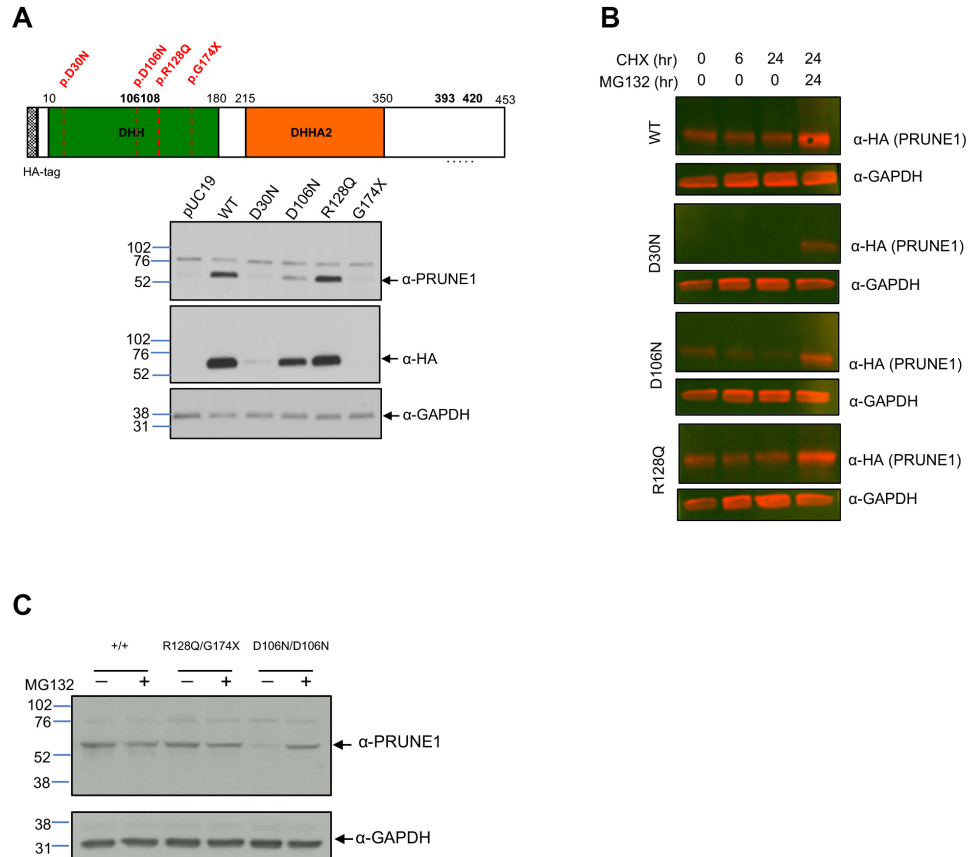 A
p.D30N
p.D106N
p.R128Q
p.G174X
10 106108 180 215 350 393 420 453
DHH DHHA2
HA-tag
.....
pUC19 WT D30N D106N R128Q G174X
102
76
52
α-PRUNE1
102
76
52
α-HA
38
31
α-GAPDH
B
CHX (hr) 0 6 24 24
MG132 (hr) 0 0 0 24
WT
α-HA (PRUNE1)
α-GAPDH
D30N
α-HA (PRUNE1)
α-GAPDH
D106N
α-HA (PRUNE1)
α-GAPDH
R128Q
α-HA (PRUNE1)
α-GAPDH
C
+/+ R128Q/G174X D106N/D106N
MG132 — + — + — +
102
76
52
38
α-PRUNE1
38
31
α-GAPDH